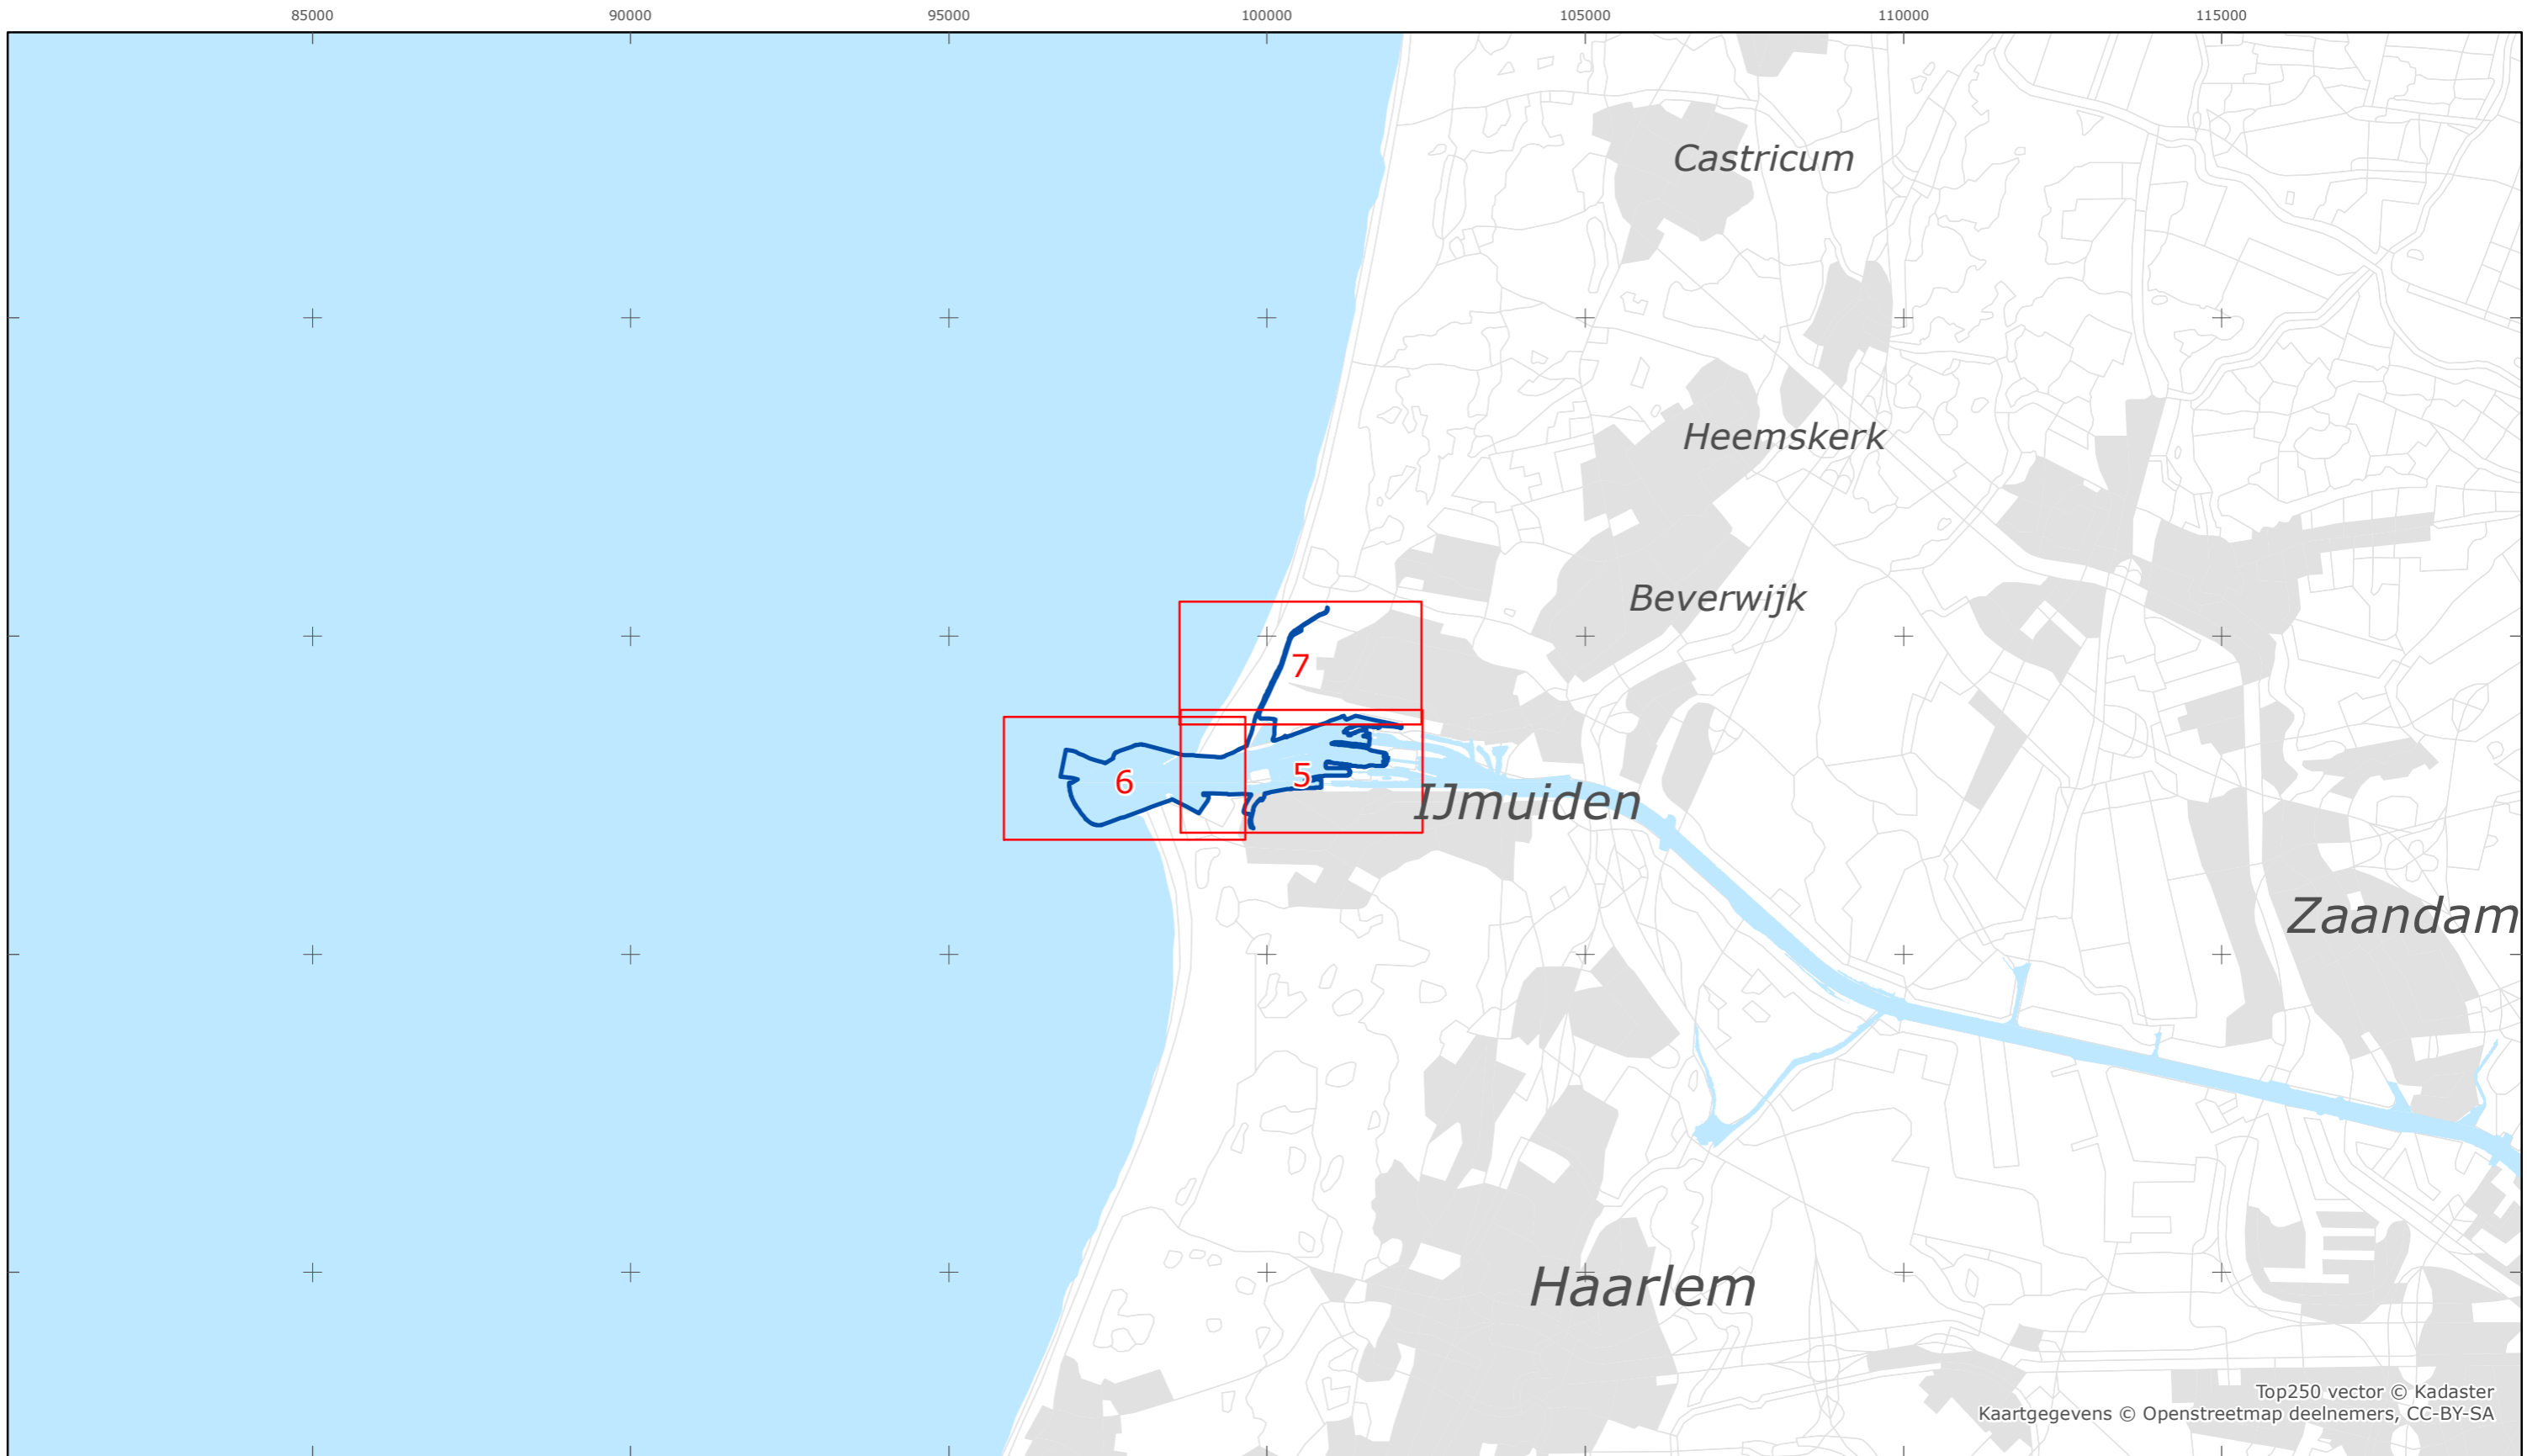 85000 90000 95000 100000 105000 110000 115000
Castricum
Heemskerk
Beverwijk
7
6
5
IJmuiden
Zaandam
Haarlem
Top250 vector © Kadaster
Kaartgegevens © Openstreetmap deelnemers, CC-BY-SA